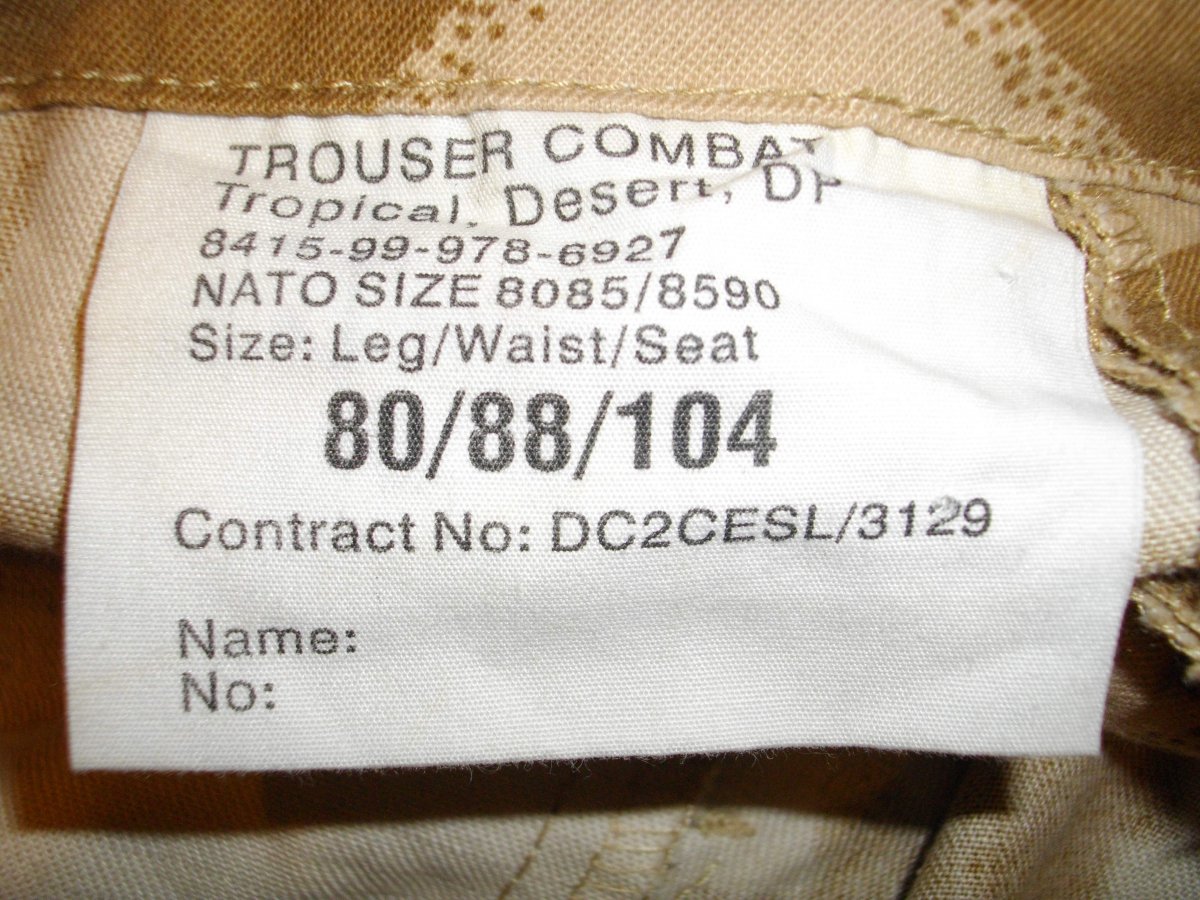 TROUSER COMBAT
Tropical, Desert, DP
8415-99-978-6927
NATO SIZE 8085/8590
Size: Leg/Waist/Seat
80/88/104
Contract No: DC2CESL/3129
Name:
No: